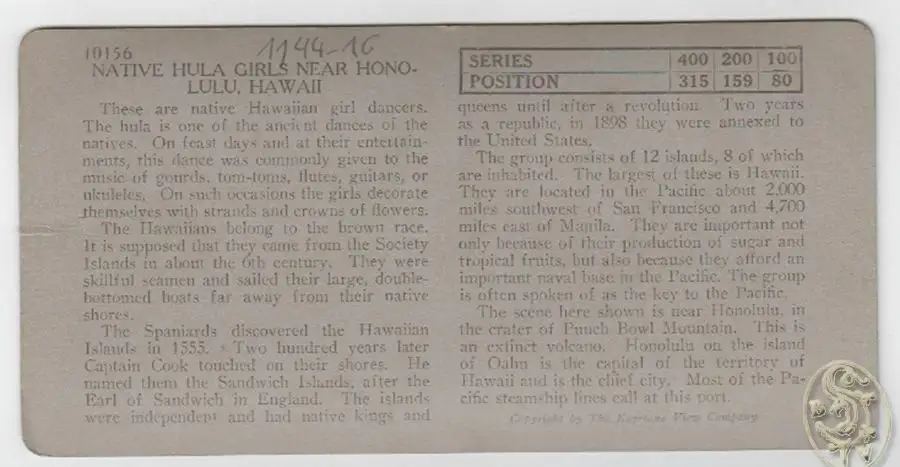 10156
1144-16
NATIVE HULA GIRLS NEAR HONO-
LULU, HAWAII
These are native Hawaiian girl dancers.
The hula is one of the ancient dances of the
natives. On feast days and at their entertain-
ments, this dance was commonly given to the
music of gourds, tom-toms, flutes, guitars, or
ukuleles. On such occasions the girls decorate
themselves with strands and crowns of flowers.
The Hawaiians belong to the brown race.
It is supposed that they came from the Society
Islands in about the 6th century. They were
skillful seamen and sailed their large, double-
bottomed boats far away from their native
shores.
The Spaniards discovered the Hawaiian
Islands in 1555. Two hundred years later
Captain Cook touched on their shores. He
named them the Sandwich Islands, after the
Earl of Sandwich in England. The islands
were independent and had native kings and
SERIES 400 200 100
POSITION 315 159 80
queens until after a revolution. Two years
as a republic, in 1898 they were annexed to
the United States.
The group consists of 12 islands, 8 of which
are inhabited. The largest of these is Hawaii.
They are located in the Pacific about 2,000
miles southwest of San Francisco and 4,700
miles east of Manila. They are important not
only because of their production of sugar and
tropical fruits, but also because they afford an
important naval base in the Pacific. The group
is often spoken of as the key to the Pacific.
The scene here shown is near Honolulu, in
the crater of Punch Bowl Mountain. This is
an extinct volcano. Honolulu on the island
of Oahu is the capital of the territory of
Hawaii and is the chief city. Most of the Pa-
cific steamship lines call at this port.
Copyright by The Keystone View Company